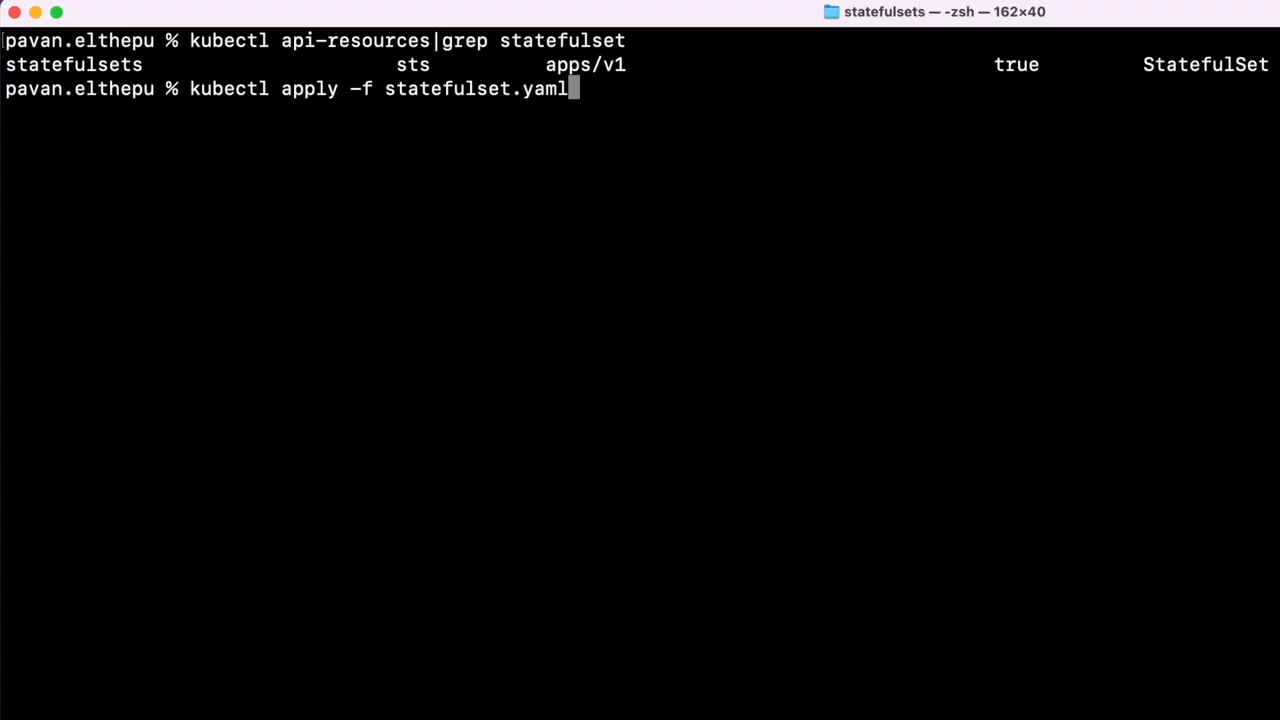 statefulsets — -zsh — 162×40
pavan.elthepu % kubectl api-resources|grep statefulset
statefulsets sts apps/v1 true StatefulSet
pavan.elthepu % kubectl apply -f statefulset.yaml